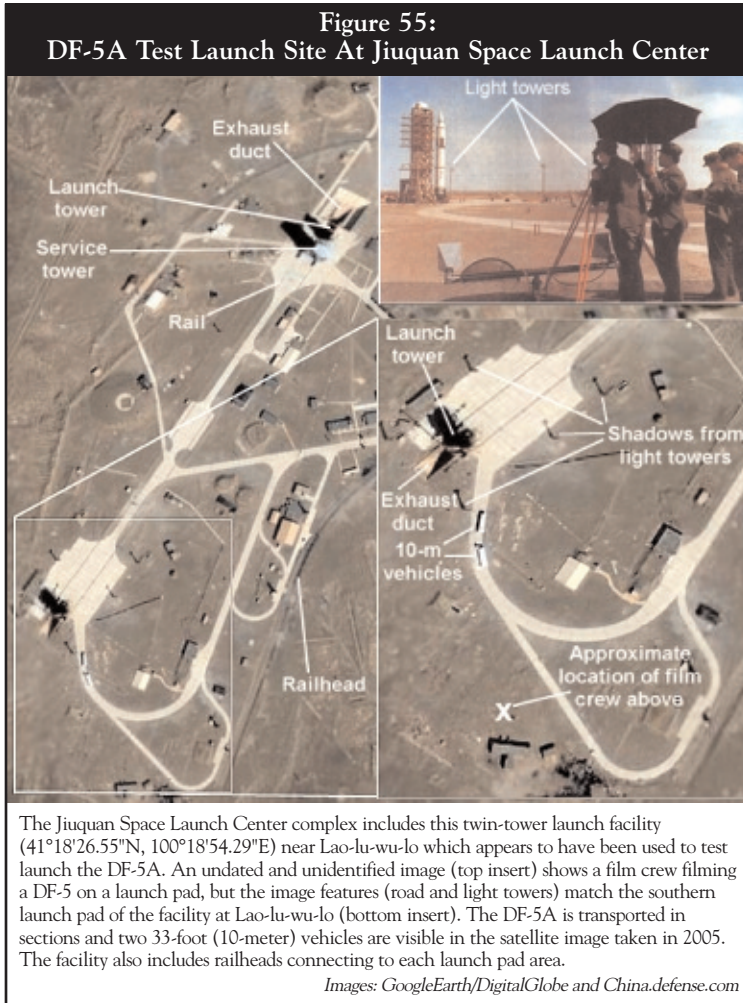 Figure 55:
DF-5A Test Launch Site At Jiuquan Space Launch Center
Exhaust
duct
Launch
tower
Service
tower
Rail
Railhead
Light towers
Launch
tower
Shadows from
light towers
Exhaust
duct
10-m
vehicles
Approximate
location of film
crew above
X
The Jiuquan Space Launch Center complex includes this twin-tower launch facility
(41°18'26.55"N, 100°18'54.29"E) near Lao-lu-wu-lo which appears to have been used to test
launch the DF-5A. An undated and unidentified image (top insert) shows a film crew filming
a DF-5 on a launch pad, but the image features (road and light towers) match the southern
launch pad of the facility at Lao-lu-wu-lo (bottom insert). The DF-5A is transported in
sections and two 33-foot (10-meter) vehicles are visible in the satellite image taken in 2005.
The facility also includes railheads connecting to each launch pad area.
Images: GoogleEarth/DigitalGlobe and China.defense.com